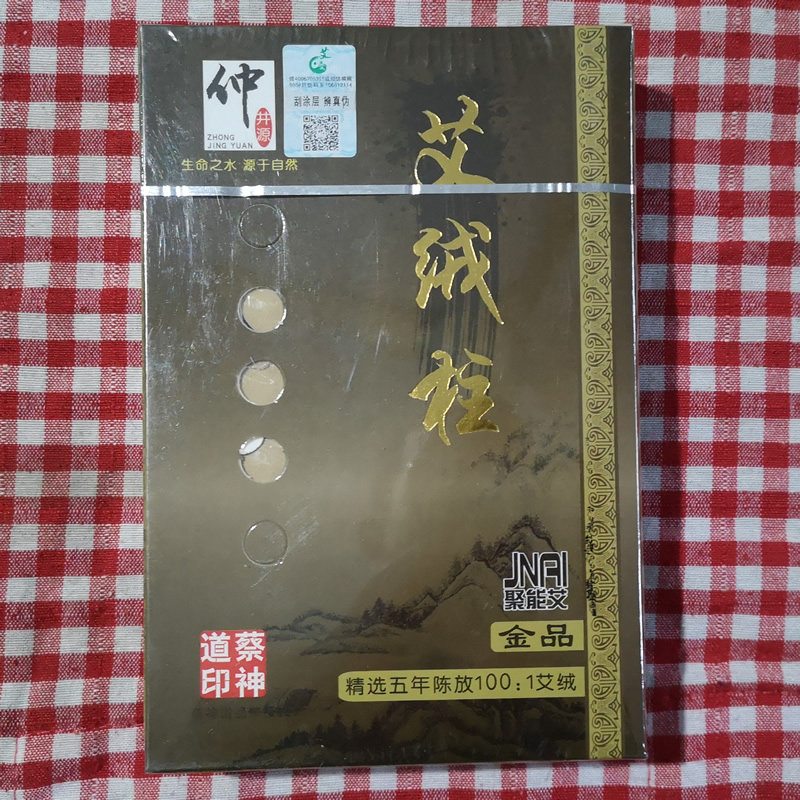 仲
井源
ZHONG
JING YUAN
生命之水 源于自然
艾
刮涂层 辨真伪
艾绒柱
JNAI
聚能艾
金品
精选五年陈放100:1艾绒
蔡神
道印